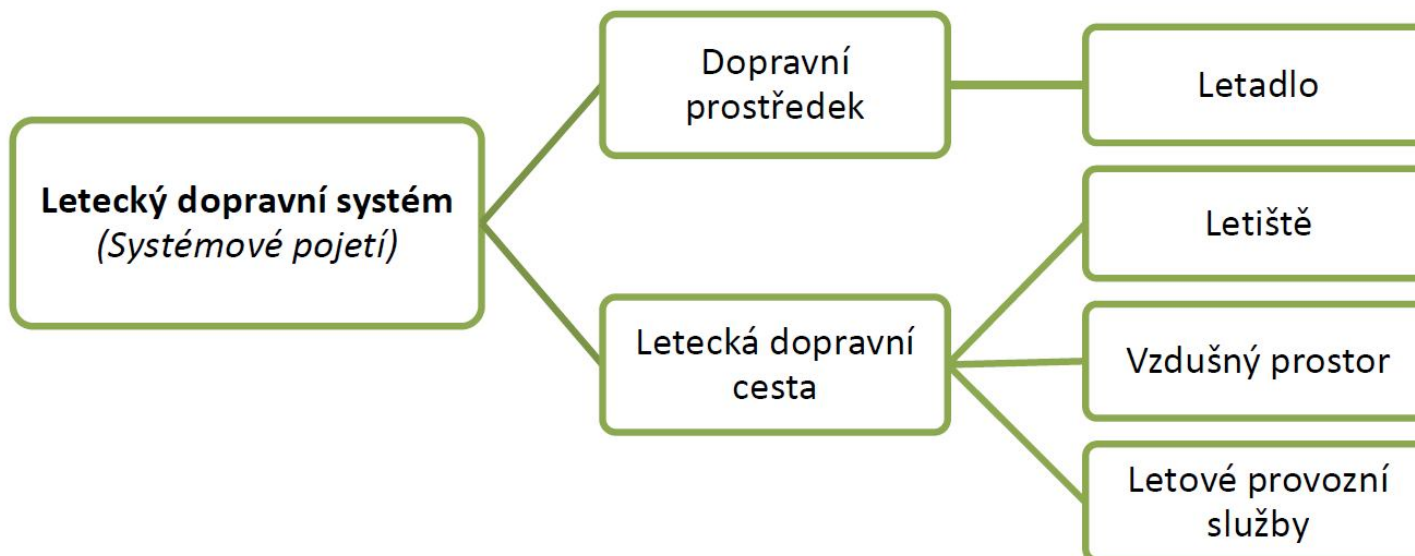 Letecký dopravní systém
(Systémové pojetí)
Dopravní
prostředek
Letadlo
Letecká dopravní
cesta
Letiště
Vzdušný prostor
Letové provozní
služby